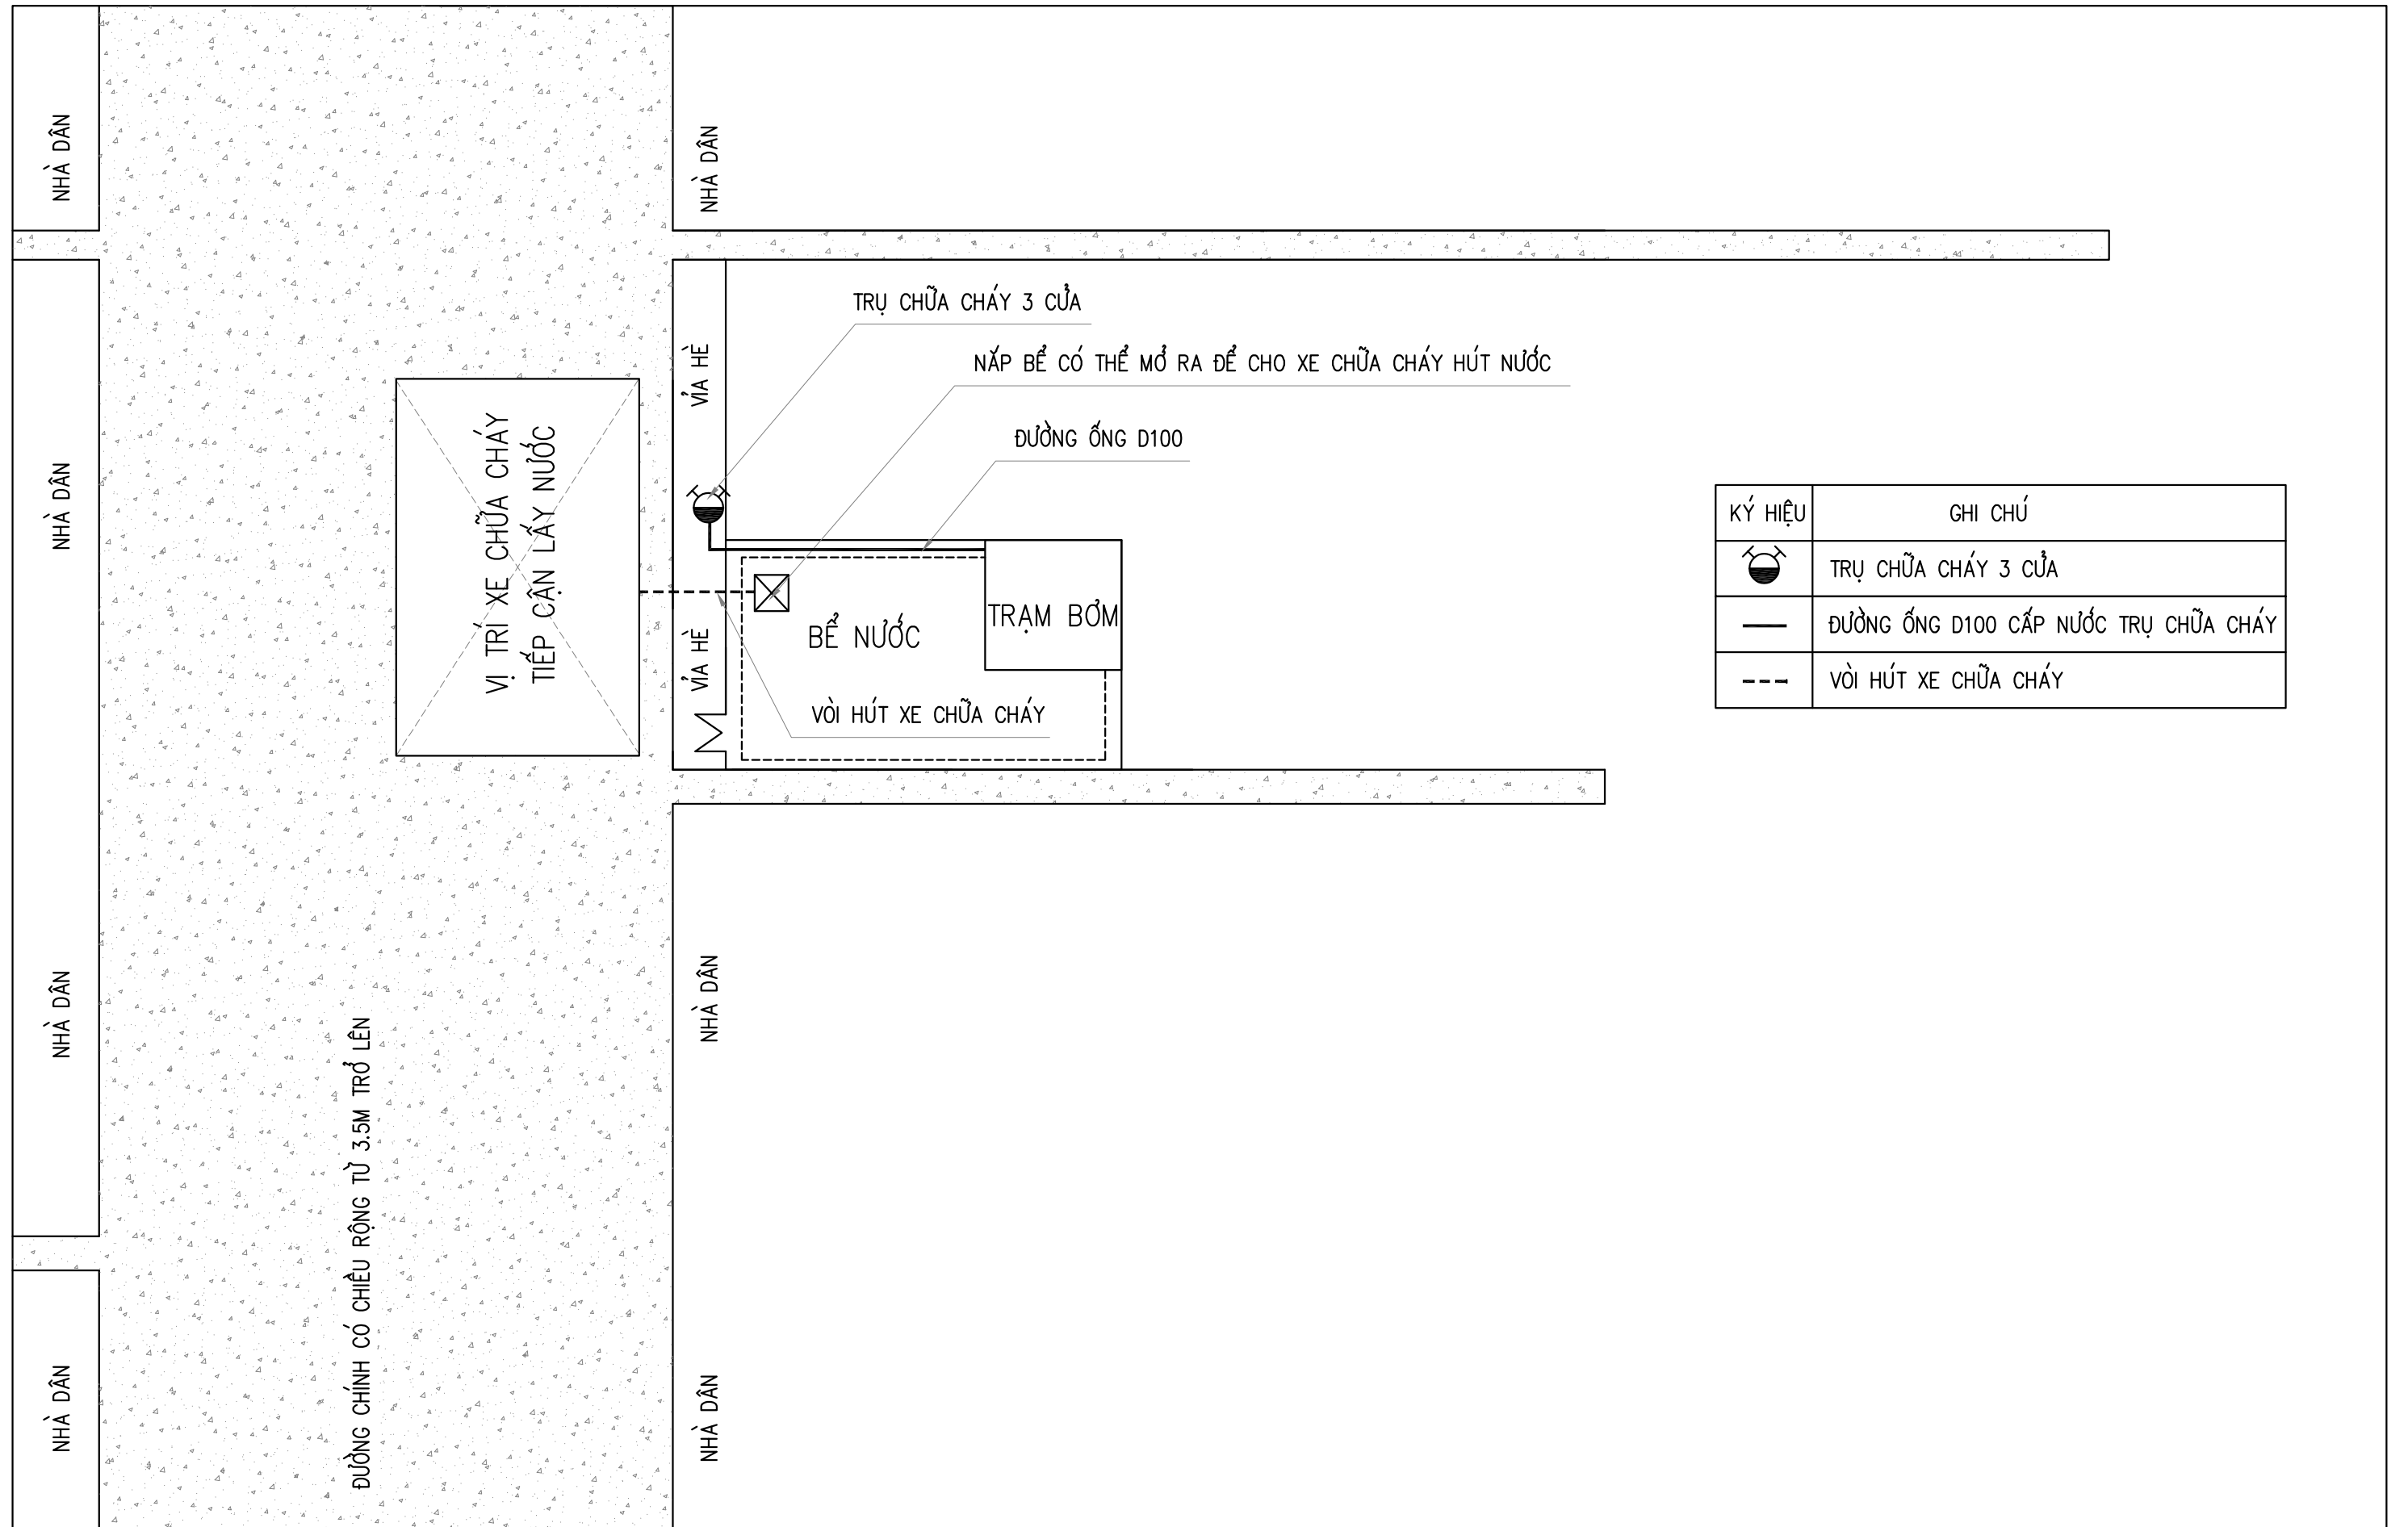 NHÀ DÂN
NHÀ DÂN
TRỤ CHỮA CHÁY 3 CỬA
NẮP BỂ CÓ THỂ MỞ RA ĐỂ CHO XE CHỮA CHÁY HÚT NƯỚC
VỈA HÈ
ĐƯỜNG ỐNG D100
VỊ TRÍ XE CHỮA CHÁY
TIẾP CẬN LẤY NƯỚC
NHÀ DÂN
KÝ HIỆU GHI CHÚ
TRỤ CHỮA CHÁY 3 CỬA
ĐƯỜNG ỐNG D100 CẤP NƯỚC TRỤ CHỮA CHÁY
VÒI HÚT XE CHỮA CHÁY
TRẠM BƠM
BỂ NƯỚC
VỈA HÈ
VÒI HÚT XE CHỮA CHÁY
NHÀ DÂN
NHÀ DÂN
ĐƯỜNG CHÍNH CÓ CHIỀU RỘNG TỪ 3.5M TRỞ LÊN
NHÀ DÂN
NHÀ DÂN